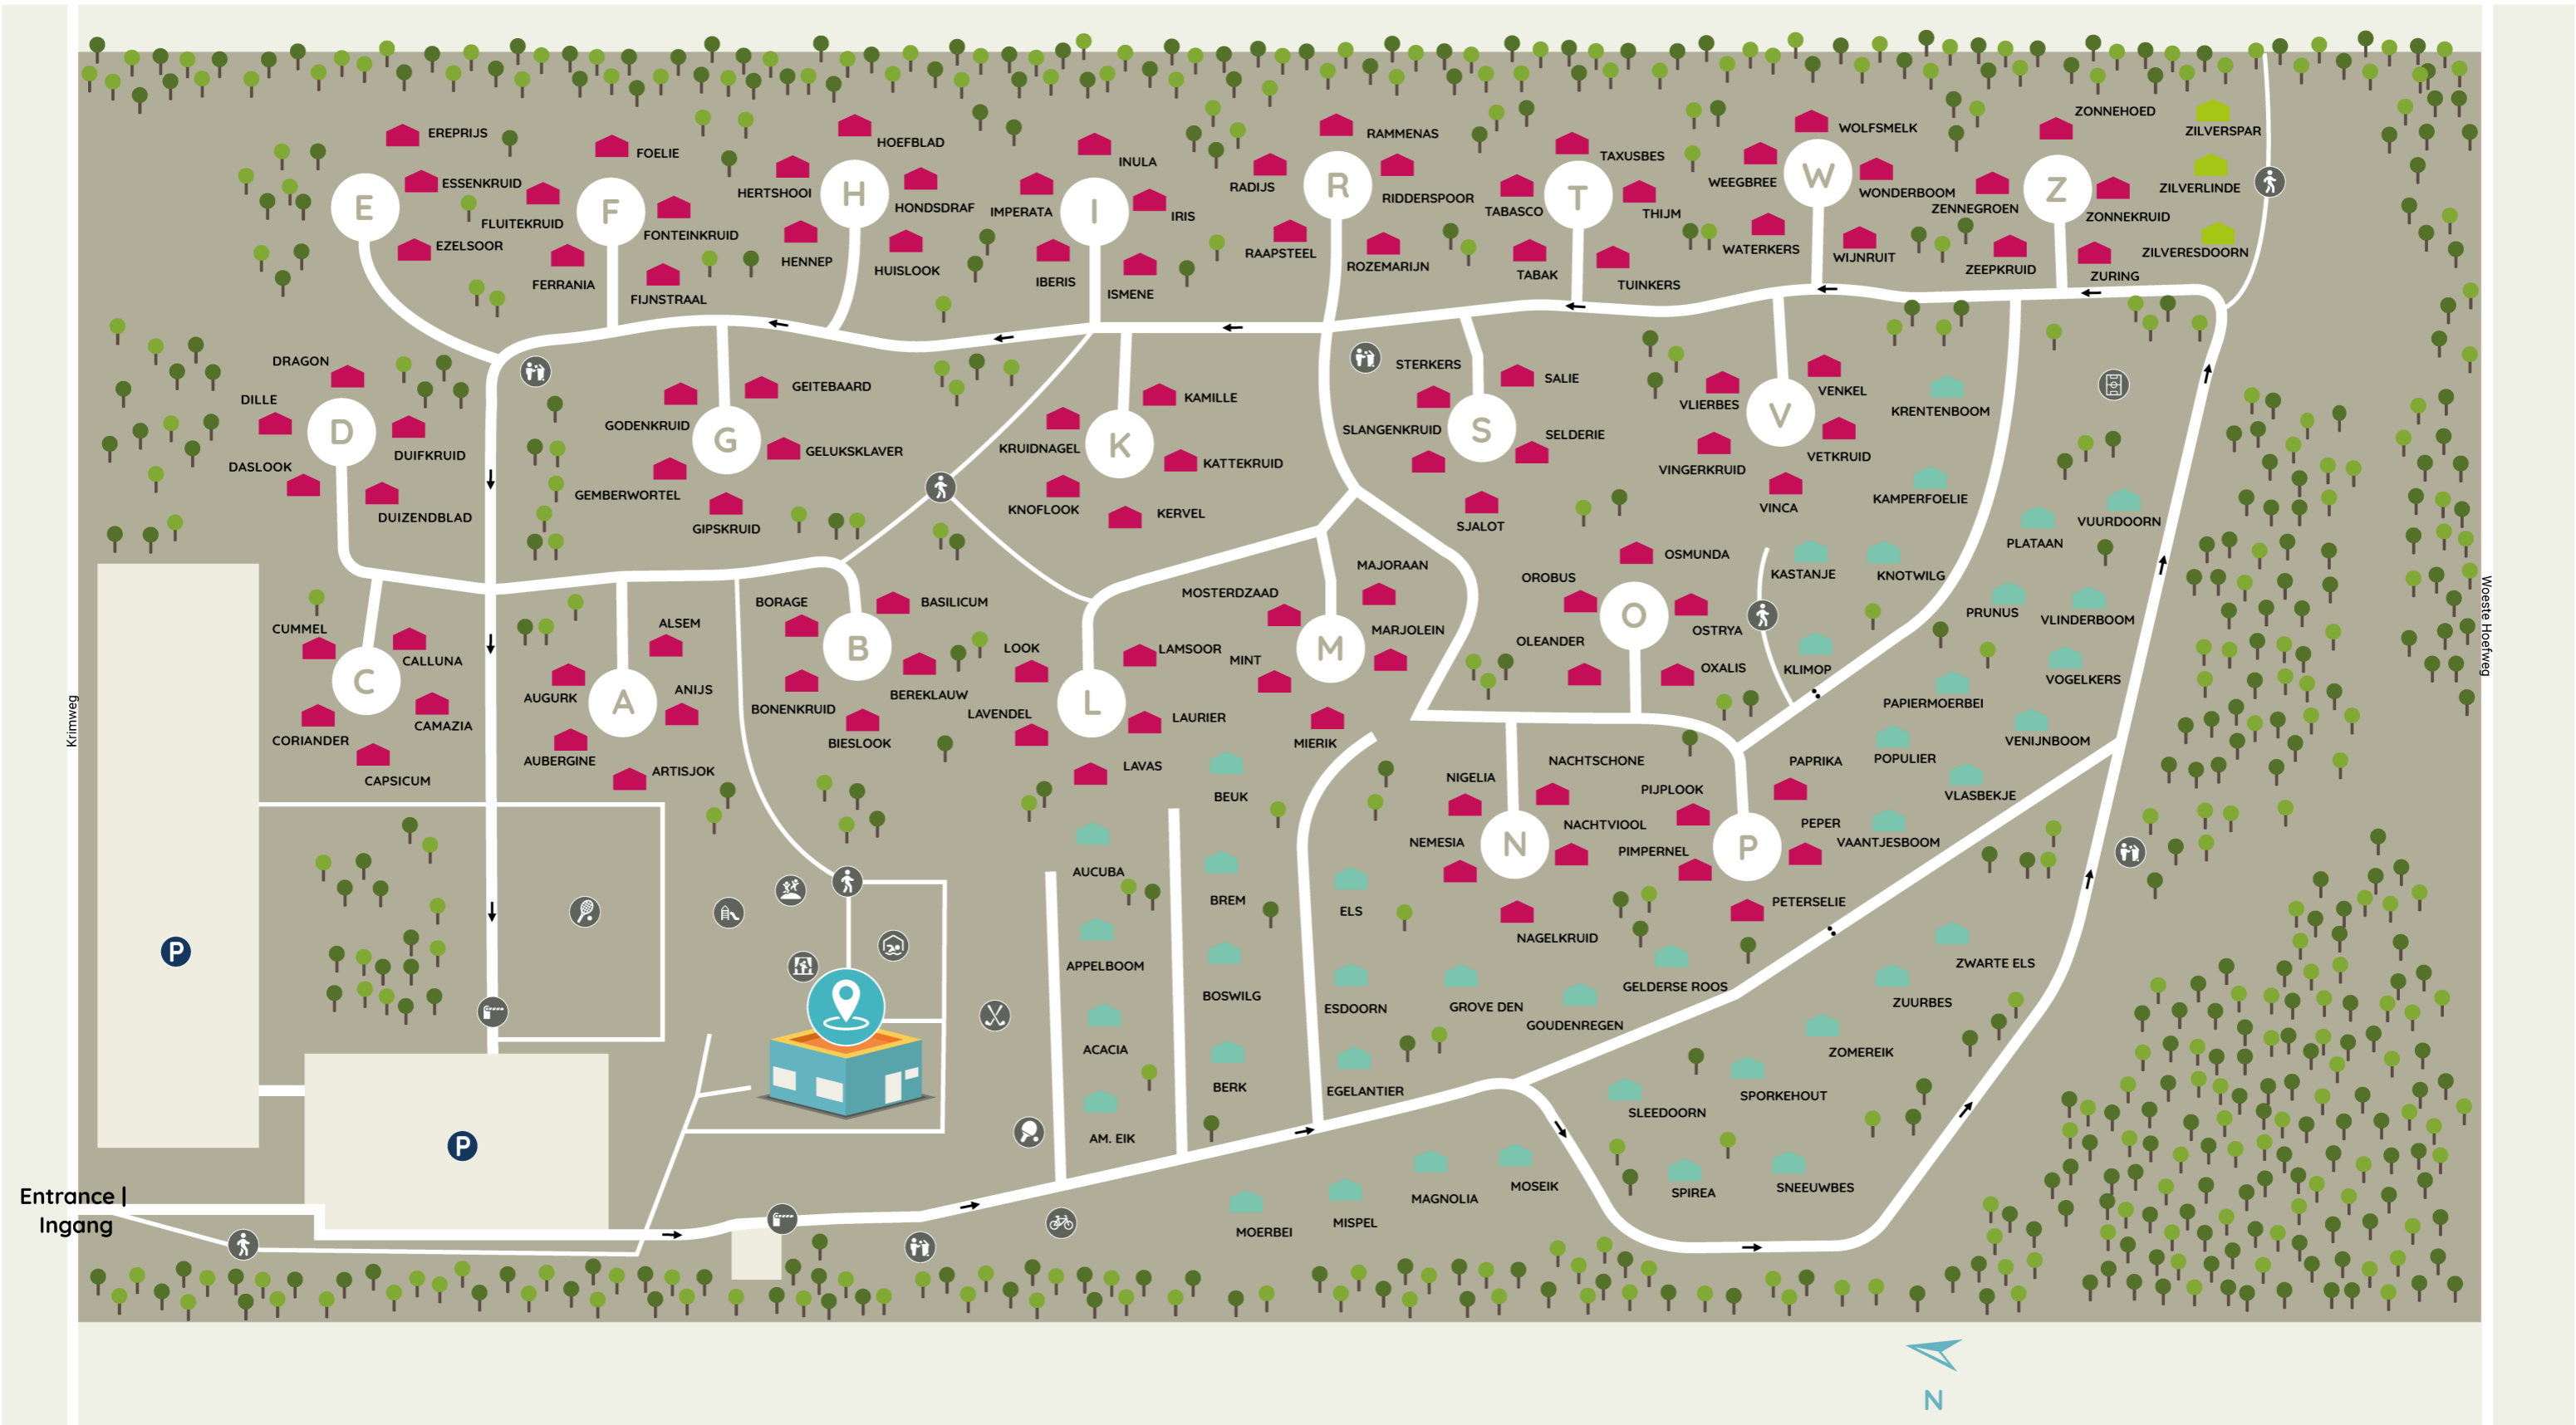 EREPRIJS
ESSENKRUID
EZELSOOR
E
FOELIE
FLUITEKRUID
FONTEINKRUID
FERRANIA
FIJNSTRAAL
F
HOEFBLAD
HERTSHOOI
HONDSDRAF
HENNEP
HUISLOOK
H
INULA
IMPERATA
IRIS
IBERIS
ISMENE
I
RAMMENAS
RADIJS
RIDDERSPOOR
RAAPSTEEL
ROZEMARIJN
R
TAXUSBES
TABASCO
THIJM
TABAK
TUINKERS
T
WOLFSMELK
WEEGBREE
WONDERBOOM
WATERKERS
WIJNRUIT
W
ZONNEHOED
ZENNEGROEN
ZONNEKRUID
ZEEPKRUID
ZURING
Z
ZILVERSPAR
ZILVERLINDE
ZILVERESDOORN
DRAGON
DILLE
DUIFKRUID
DASLOOK
DUIZENDBLAD
D
GEITEBAARD
GODENKRUID
GELUKSKLAVER
GEMBERWORTEL
GIPSKRUID
G
KAMILLE
KRUIDNAGEL
KATTEKRUID
KNOFLOOK
KERVEL
K
STERKERS
SALIE
SLANGENKRUID
SELDERIE
SJALOT
S
VLIERBES
VENKEL
VINGERKRUID
VETKRUID
VINCA
V
KRENTENBOOM
KAMPERFOELIE
KASTANJE
KNOTWILG
KLIMOP
PLATAAN
VUURDOORN
PRUNUS
VLINDERBOOM
VOGELKERS
PAPIERMOERBEI
VENIJNBOOM
POPULIER
VLASBEKJE
VAANTJESBOOM
CUMMEL
CALLUNA
CAMAZIA
CORIANDER
CAPSICUM
C
ALSEM
AUGURK
ANIJS
AUBERGINE
ARTISJOK
A
BORAGE
BASILICUM
BONENKRUID
BEREKLAUW
BIESLOOK
B
LOOK
LAMSOOR
LAVENDEL
LAURIER
LAVAS
L
MAJORAAN
MOSTERDZAAD
MARJOLEIN
MINT
MIERIK
M
OSMUNDA
OROBUS
OSTRYA
OLEANDER
OXALIS
O
NACHTSCHONE
NIGELIA
NACHTVIOOL
NEMESIA
NAGELKRUID
N
PAPRIKA
PIJPLOOK
PEPER
PIMPERNEL
PETERSELIE
P
BEUK
AUCUBA
BREM
ELS
APPELBOOM
BOSWILG
ESDOORN
ACACIA
BERK
EGELANTIER
AM. EIK
GROVE DEN
GOUDENREGEN
GELDERSE ROOS
ZWARTE ELS
ZUURBES
ZOMEREIK
SPORKEHOUT
SLEEDOORN
SPIREA
SNEEUWBES
MOSEIK
MAGNOLIA
MISPEL
MOERBEI
P
P
Krimweg
Woeste Hoefweg
Entrance |
Ingang
N